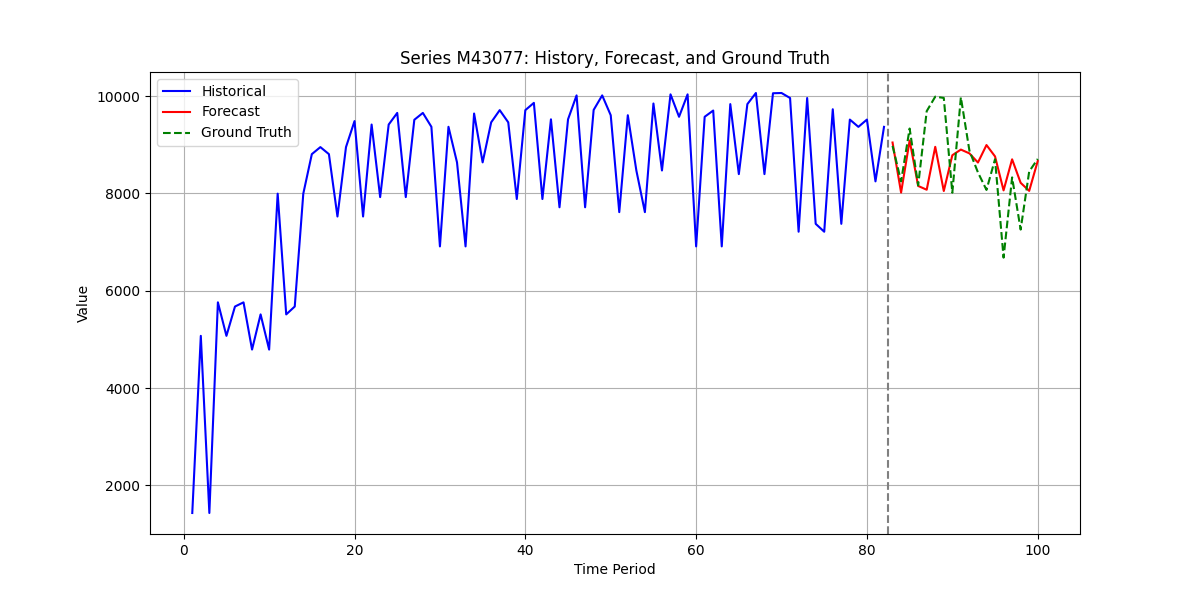 Series M43077: History, Forecast, and Ground Truth
Historical
Forecast
Ground Truth
10000
8000
6000
4000
2000
Value
0
20
40
60
80
100
Time Period